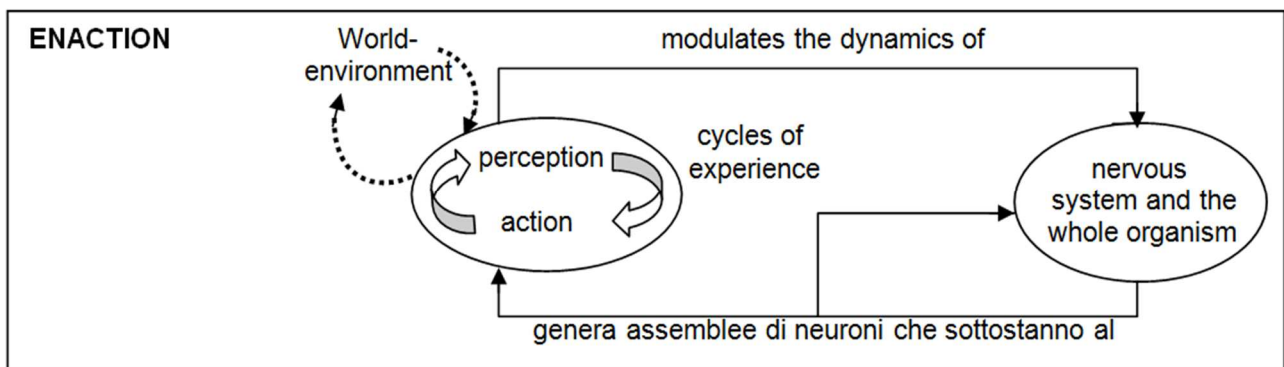 ENACTION
World-
environment
modulates the dynamics of
perception
action
cycles of
experience
nervous
system and the
whole organism
genera assemblee di neuroni che sottostanno al